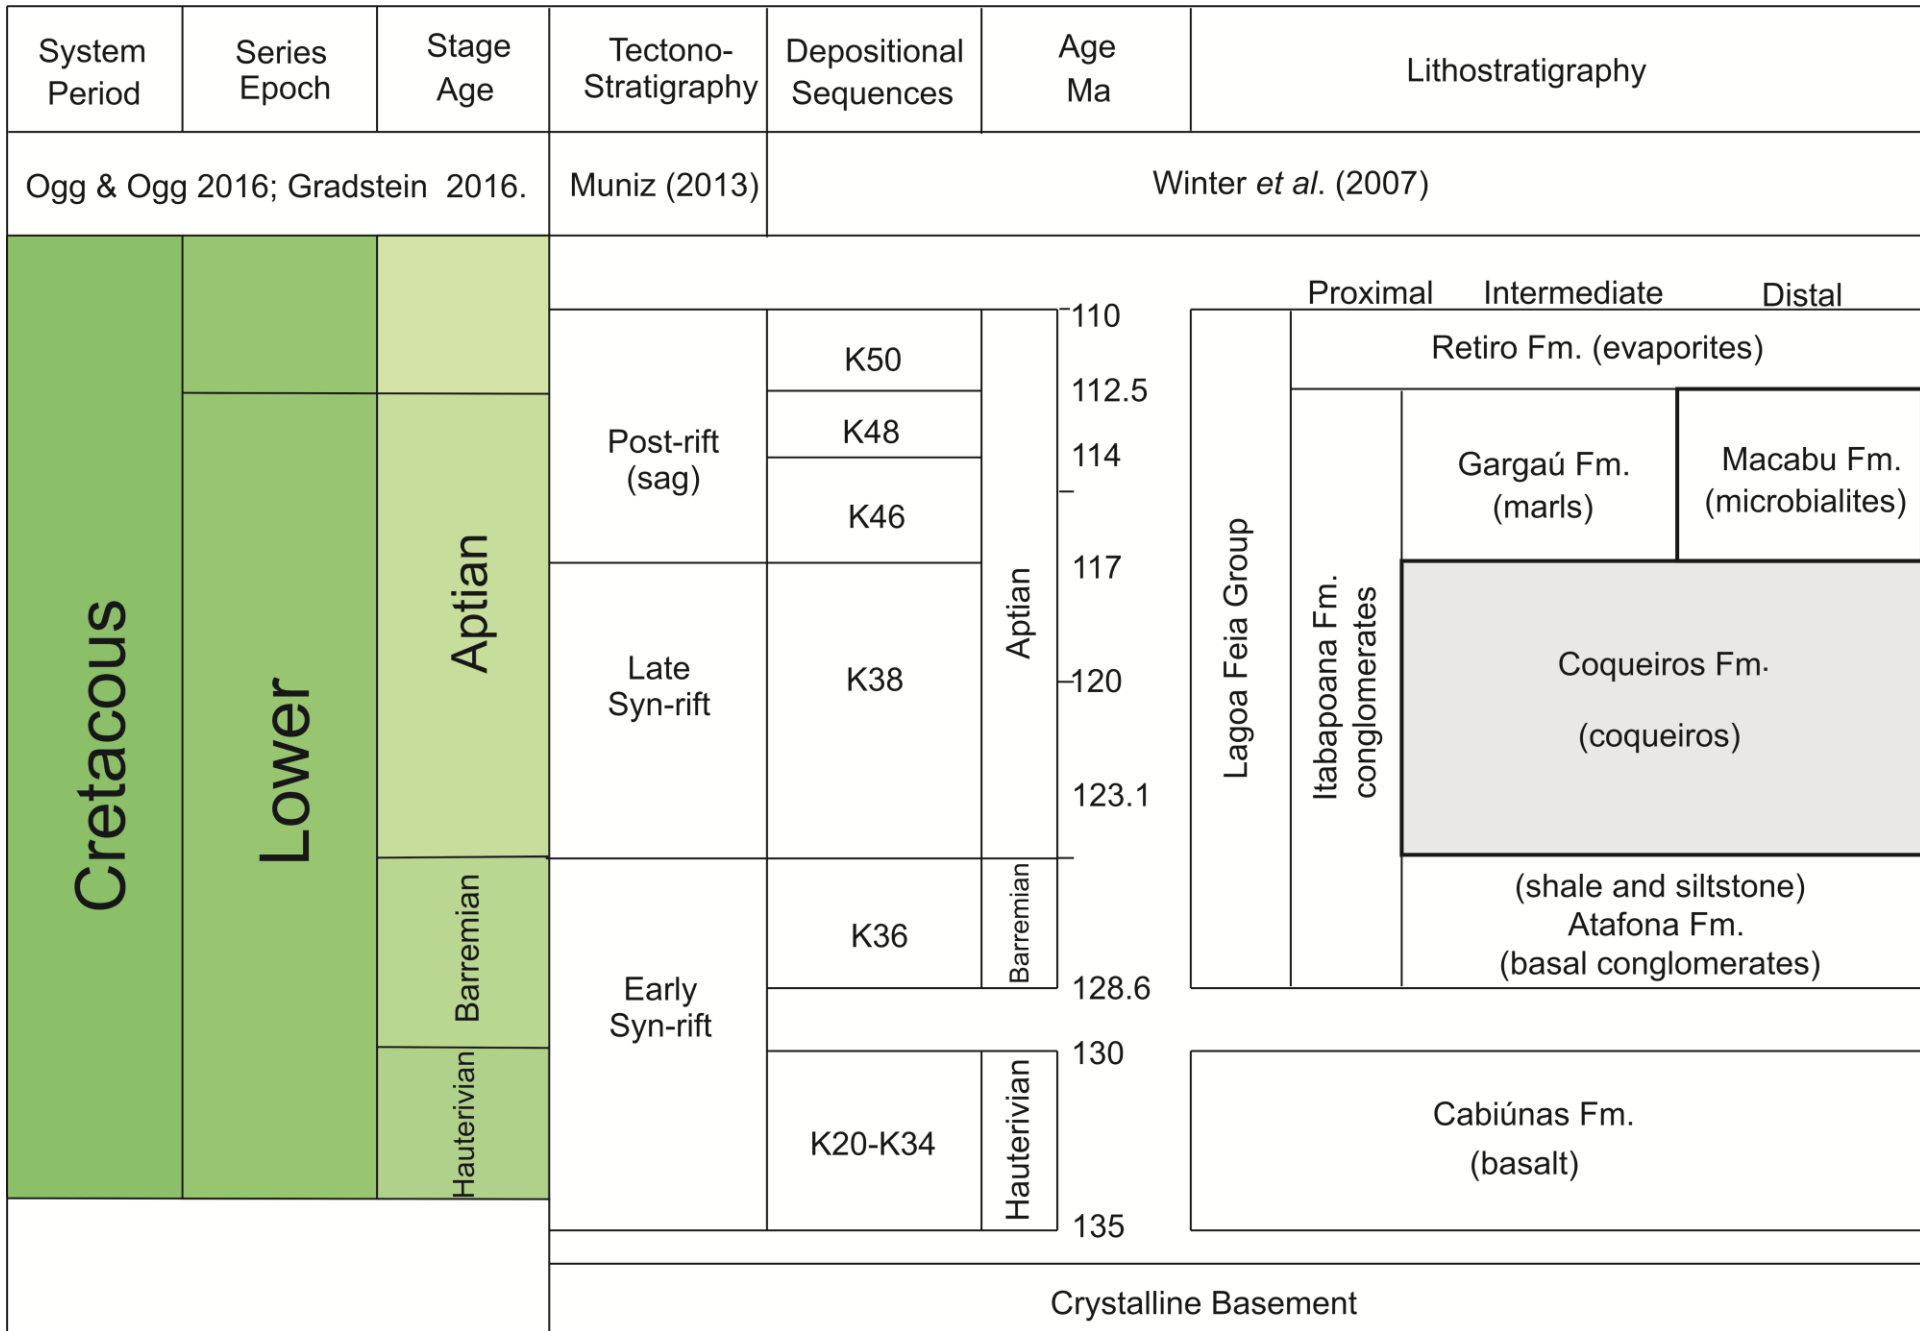 System
Period
Series
Epoch
Stage
Age
Tectono-
Stratigraphy
Depositional
Sequences
Age
Ma
Lithostratigraphy
Ogg & Ogg 2016; Gradstein 2016.
Muniz (2013)
Winter et al. (2007)
Cretacous
Lower
Aptian
Barremian
Hauterivian
Post-rift
(sag)
Late
Syn-rift
Early
Syn-rift
K50
K48
K46
K38
K36
K20-K34
Aptian
Barremian
Hauterivian
110
112.5
114
117
120
123.1
128.6
130
135
Proximal
Intermediate
Distal
Lagoa Feia Group
Retiro Fm. (evaporites)
Itabapoana Fm.
conglomerates
Gargaú Fm.
(marls)
Macabu Fm.
(microbialites)
Coqueiros Fm.
(coqueiros)
(shale and siltstone)
Atafona Fm.
(basal conglomerates)
Cabiúnas Fm.
(basalt)
Crystalline Basement